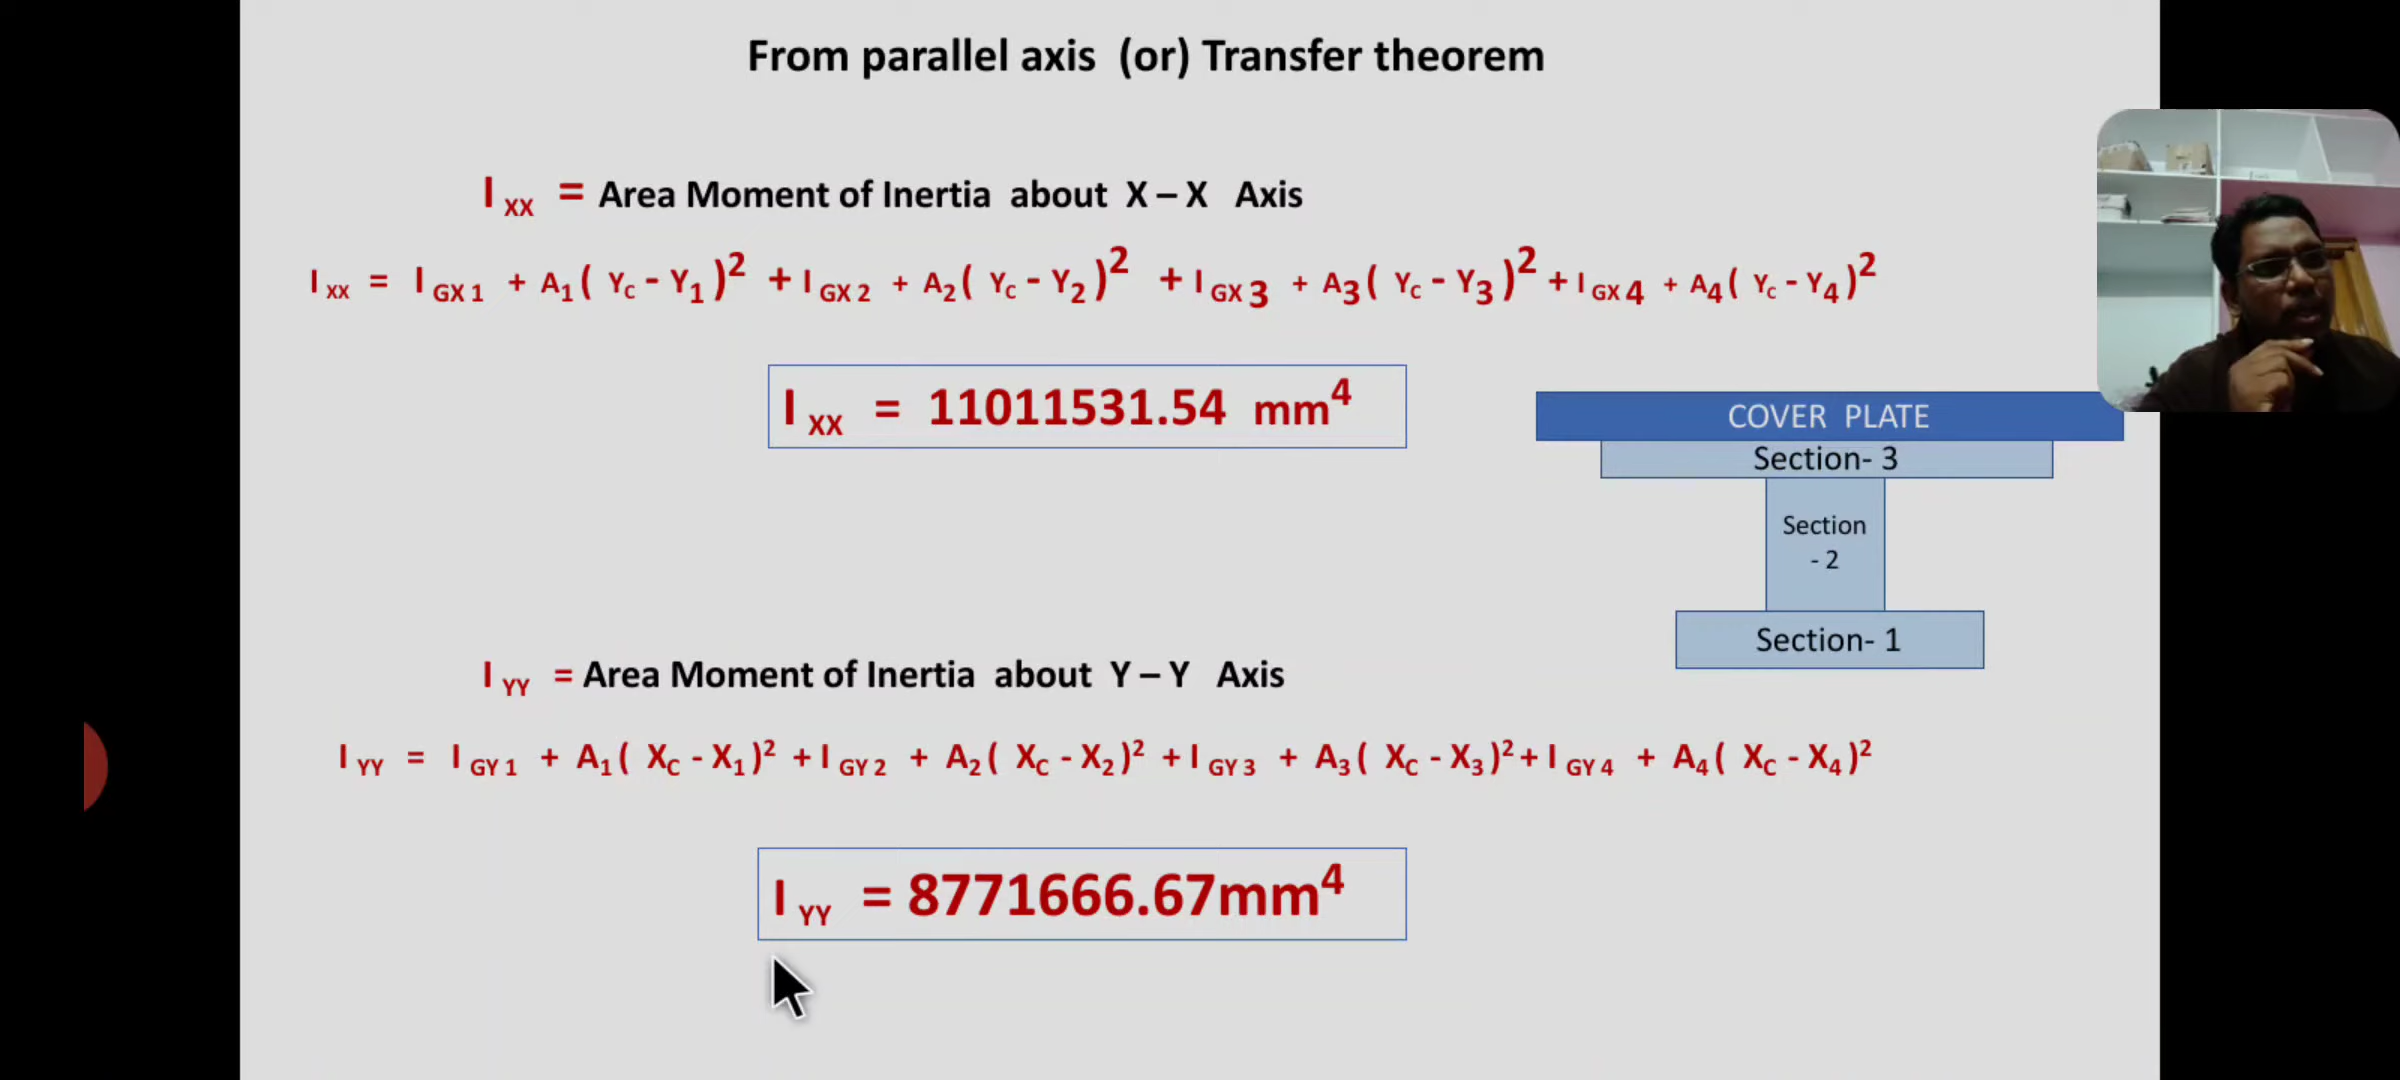 From parallel axis (or) Transfer theorem
I XX = Area Moment of Inertia about X – X Axis
I XX = I GX 1 + A1 ( YC - Y1 )2 + I GX 2 + A2 ( YC - Y2 )2 + I GX 3 + A3 ( YC - Y3 )2 + I GX 4 + A4 ( YC - Y4 )2
I XX = 11011531.54 mm4
COVER PLATE
Section- 3
Section
- 2
Section- 1
I YY = Area Moment of Inertia about Y – Y Axis
I YY = I GY 1 + A1 ( XC - X1 )2 + I GY 2 + A2 ( XC - X2 )2 + I GY 3 + A3 ( XC - X3 )2 + I GY 4 + A4 ( XC - X4 )2
I YY = 8771666.67mm4